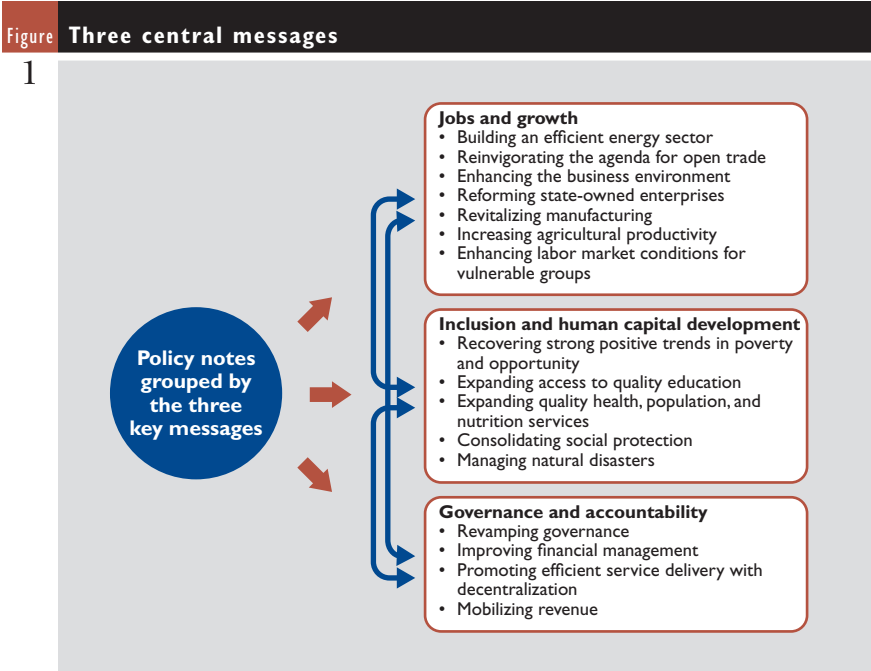 Figure Three central messages
1
Policy notes
grouped by
the three
key messages
Jobs and growth
• Building an efficient energy sector
• Reinvigorating the agenda for open trade
• Enhancing the business environment
• Reforming state-owned enterprises
• Revitalizing manufacturing
• Increasing agricultural productivity
• Enhancing labor market conditions for
vulnerable groups
Inclusion and human capital development
• Recovering strong positive trends in poverty
and opportunity
• Expanding access to quality education
• Expanding quality health, population, and
nutrition services
• Consolidating social protection
• Managing natural disasters
Governance and accountability
• Revamping governance
• Improving financial management
• Promoting efficient service delivery with
decentralization
• Mobilizing revenue